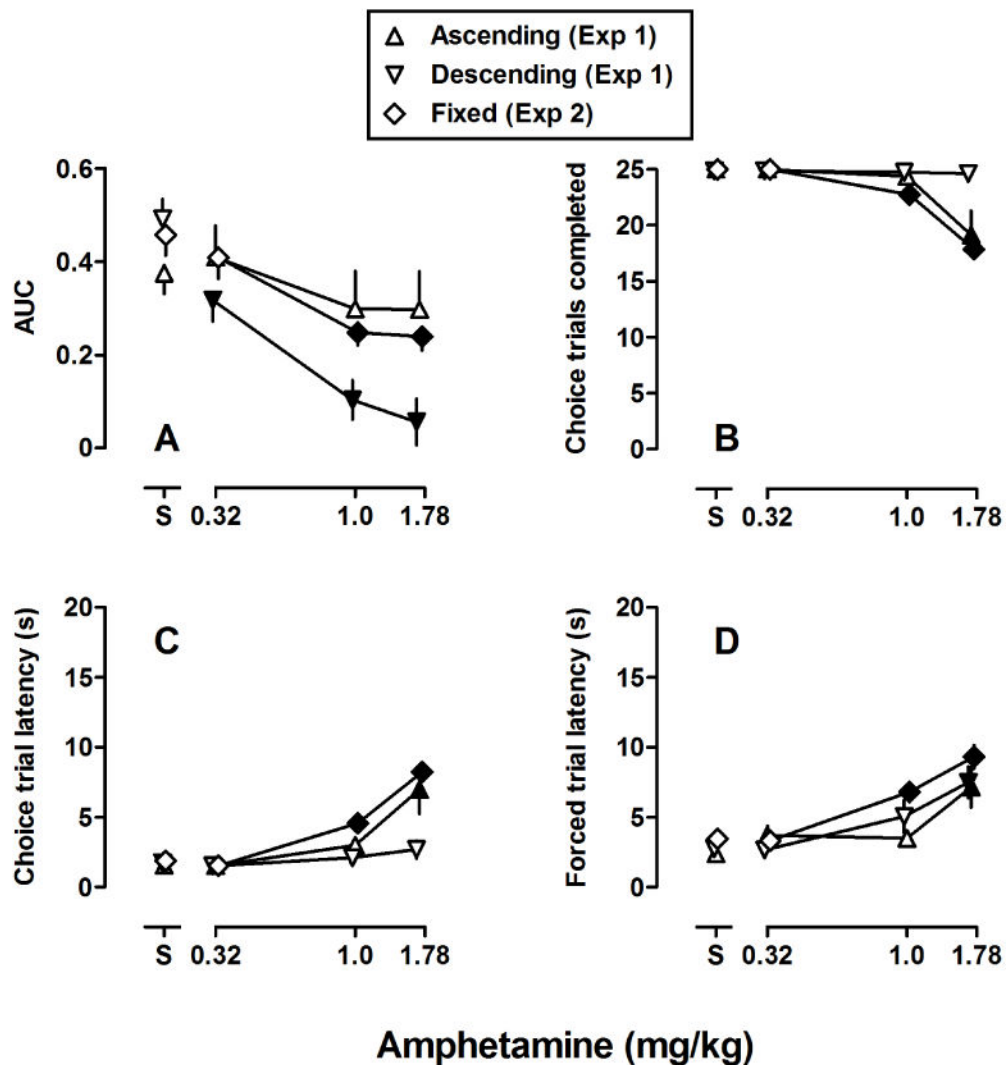 Ascending (Exp 1)
Descending (Exp 1)
Fixed (Exp 2)
0.6
0.4
0.2
0
AUC
A
S 0.32 1.0 1.78
25
20
15
10
5
0
Choice trials completed
B
S 0.32 1.0 1.78
20
15
10
5
0
Choice trial latency (s)
C
S 0.32 1.0 1.78
20
15
10
5
0
Forced trial latency (s)
D
S 0.32 1.0 1.78
Amphetamine (mg/kg)